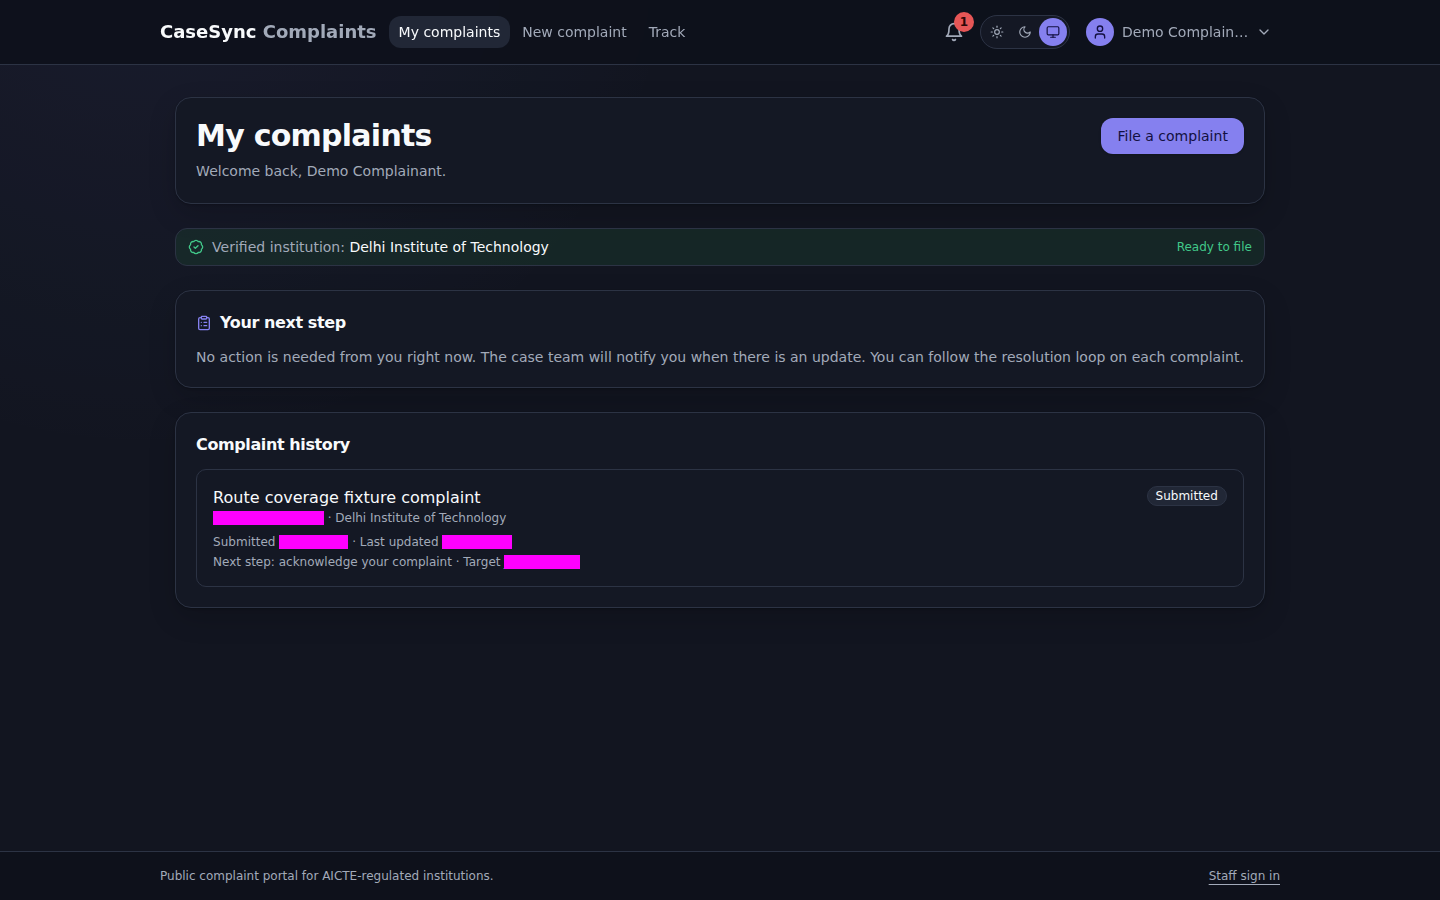 CaseSync Complaints My complaints New complaint Track 1 Demo Complain...
My complaints
File a complaint
Welcome back, Demo Complainant.
Verified institution: Delhi Institute of Technology
Ready to file
Your next step
No action is needed from you right now. The case team will notify you when there is an update. You can follow the resolution loop on each complaint.
Complaint history
Route coverage fixture complaint
Submitted
· Delhi Institute of Technology
Submitted · Last updated
Next step: acknowledge your complaint · Target
Public complaint portal for AICTE-regulated institutions.
Staff sign in